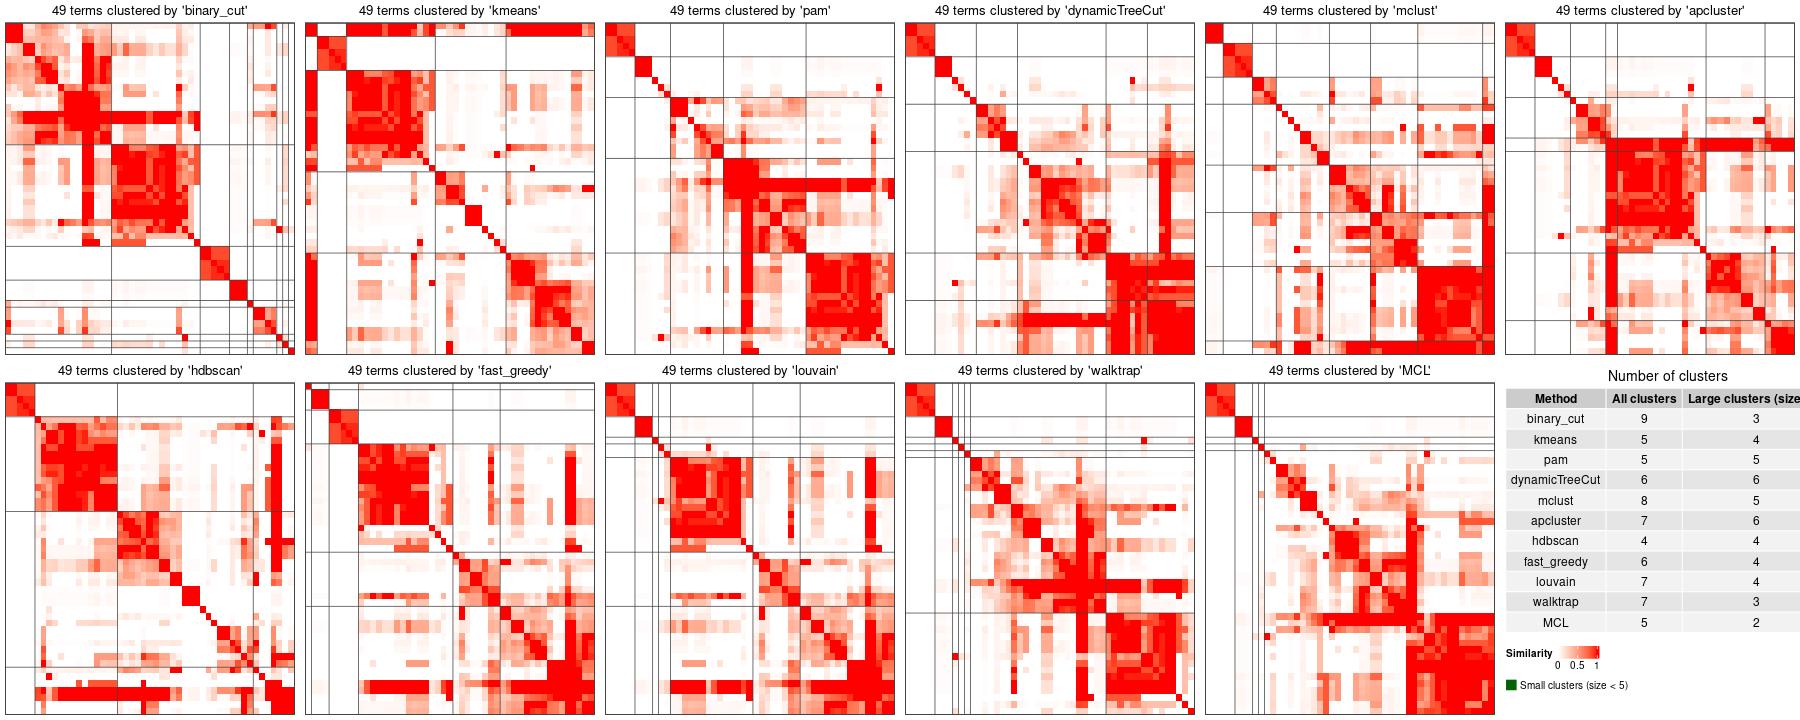 49 terms clustered by 'binary_cut'
49 terms clustered by 'kmeans'
49 terms clustered by 'pam'
49 terms clustered by 'dynamicTreeCut'
49 terms clustered by 'mclust'
49 terms clustered by 'apcluster'
49 terms clustered by 'hdbscan'
49 terms clustered by 'fast_greedy'
49 terms clustered by 'louvain'
49 terms clustered by 'walktrap'
49 terms clustered by 'MCL'
Number of clusters
Method All clusters Large clusters (size
binary_cut 9 3
kmeans 5 4
pam 5 5
dynamicTreeCut 6 6
mclust 8 5
apcluster 7 6
hdbscan 4 4
fast_greedy 6 4
louvain 7 4
walktrap 7 3
MCL 5 2
Similarity
0 0.5 1
Small clusters (size < 5)